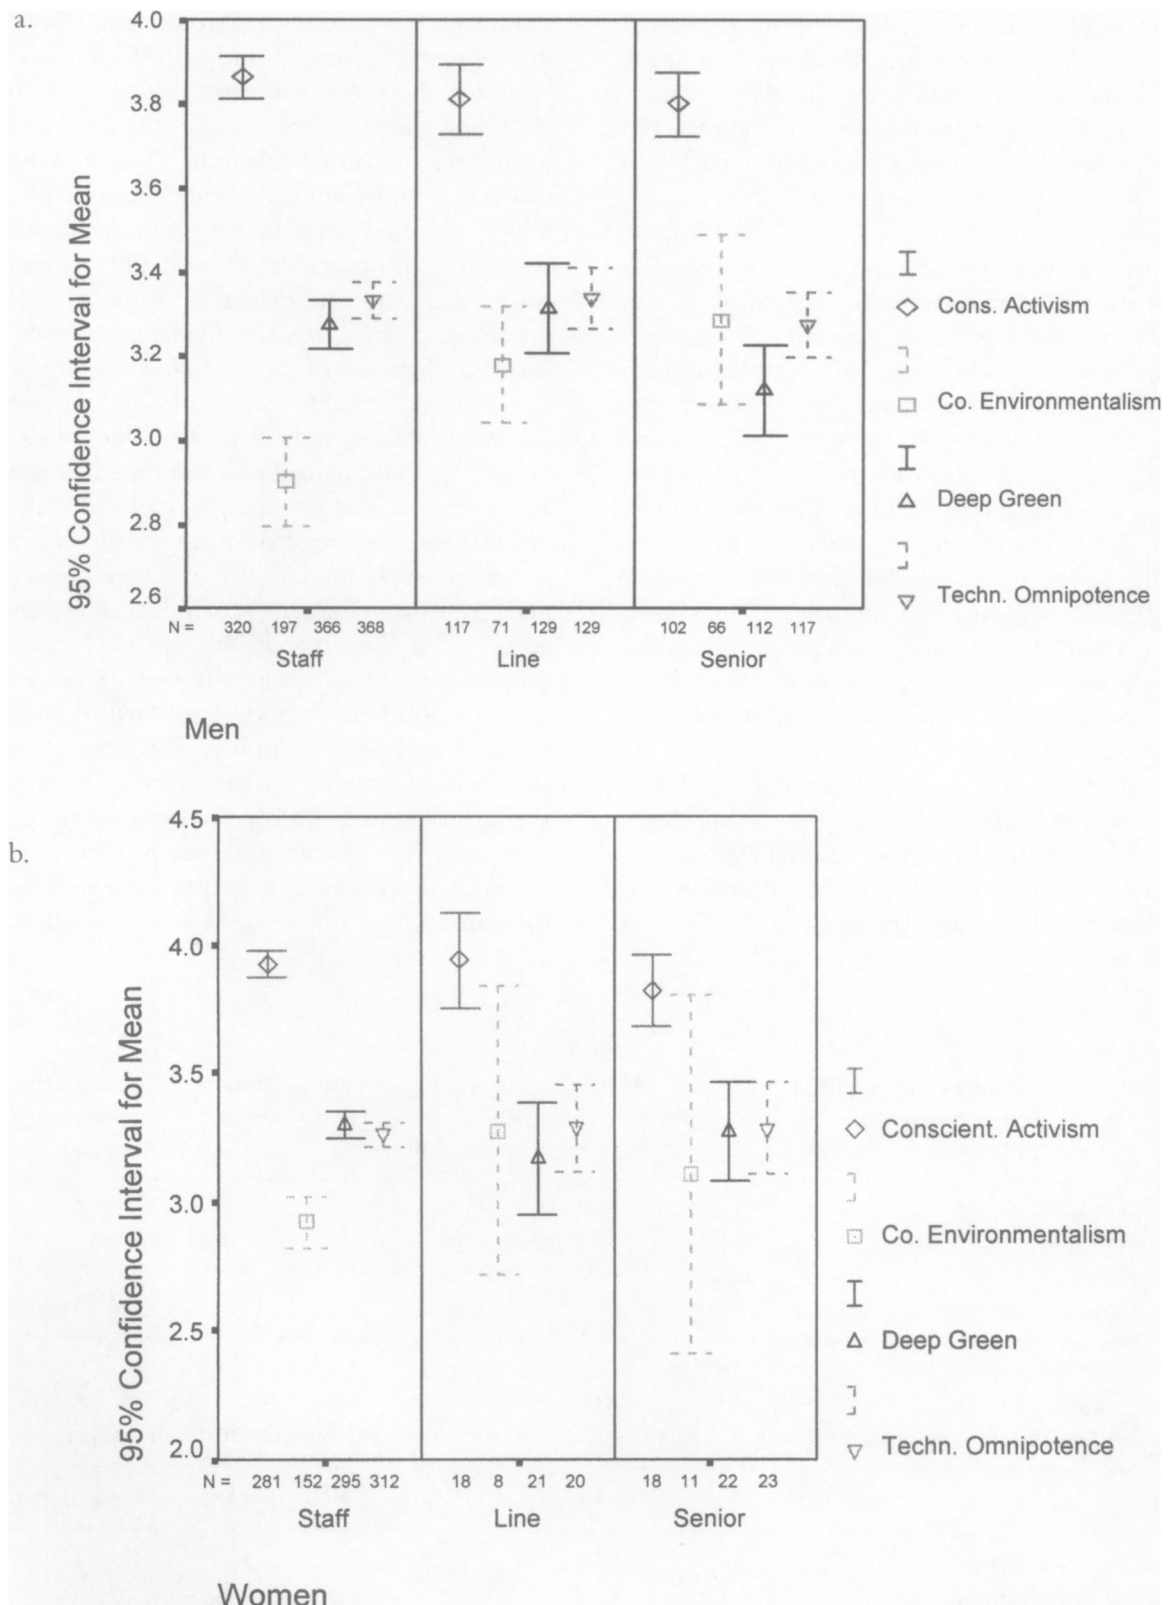 a.
4.0
3.8
3.6
3.4
3.2
3.0
2.8
2.6
95% Confidence Interval for Mean
N = 320 197 366 368 117 71 129 129 102 66 112 117
Staff Line Senior
Men
Cons. Activism
Co. Environmentalism
Deep Green
Techn. Omnipotence
b.
4.5
4.0
3.5
3.0
2.5
2.0
95% Confidence Interval for Mean
N = 281 152 295 312 18 8 21 20 18 11 22 23
Staff Line Senior
Women
Conscient. Activism
Co. Environmentalism
Deep Green
Techn. Omnipotence